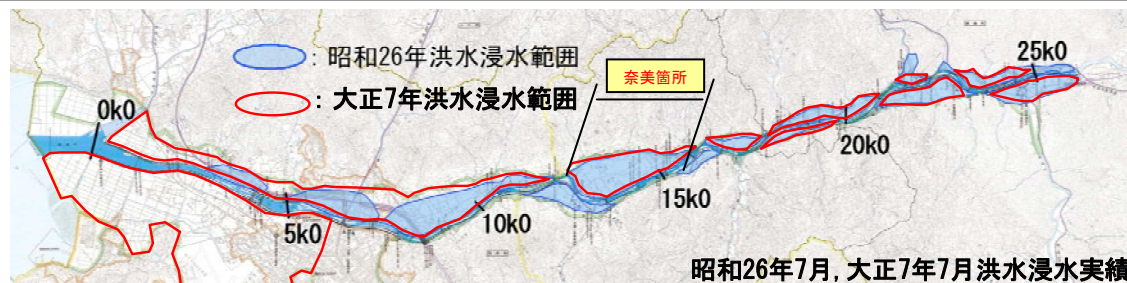 ：昭和26年洪水浸水範囲
：大正7年洪水浸水範囲
奈美箇所
0k0
5k0
10k0
15k0
20k0
25k0
昭和26年7月，大正7年7月洪水浸水実績